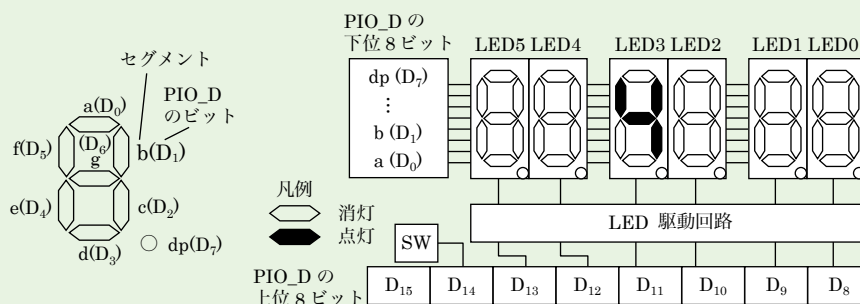 セグメント
PIO_D
のビット
a(D0)
f(D5)
(D6)
g
b(D1)
e(D4)
c(D2)
d(D3)
dp(D7)
PIO_D の
下位 8 ビット
dp (D7)
⋮
b (D1)
a (D0)
LED5 LED4
LED3 LED2
LED1 LED0
凡例
消灯
点灯
LED 駆動回路
SW
PIO_D の
上位 8 ビット
D15 D14 D13 D12 D11 D10 D9 D8